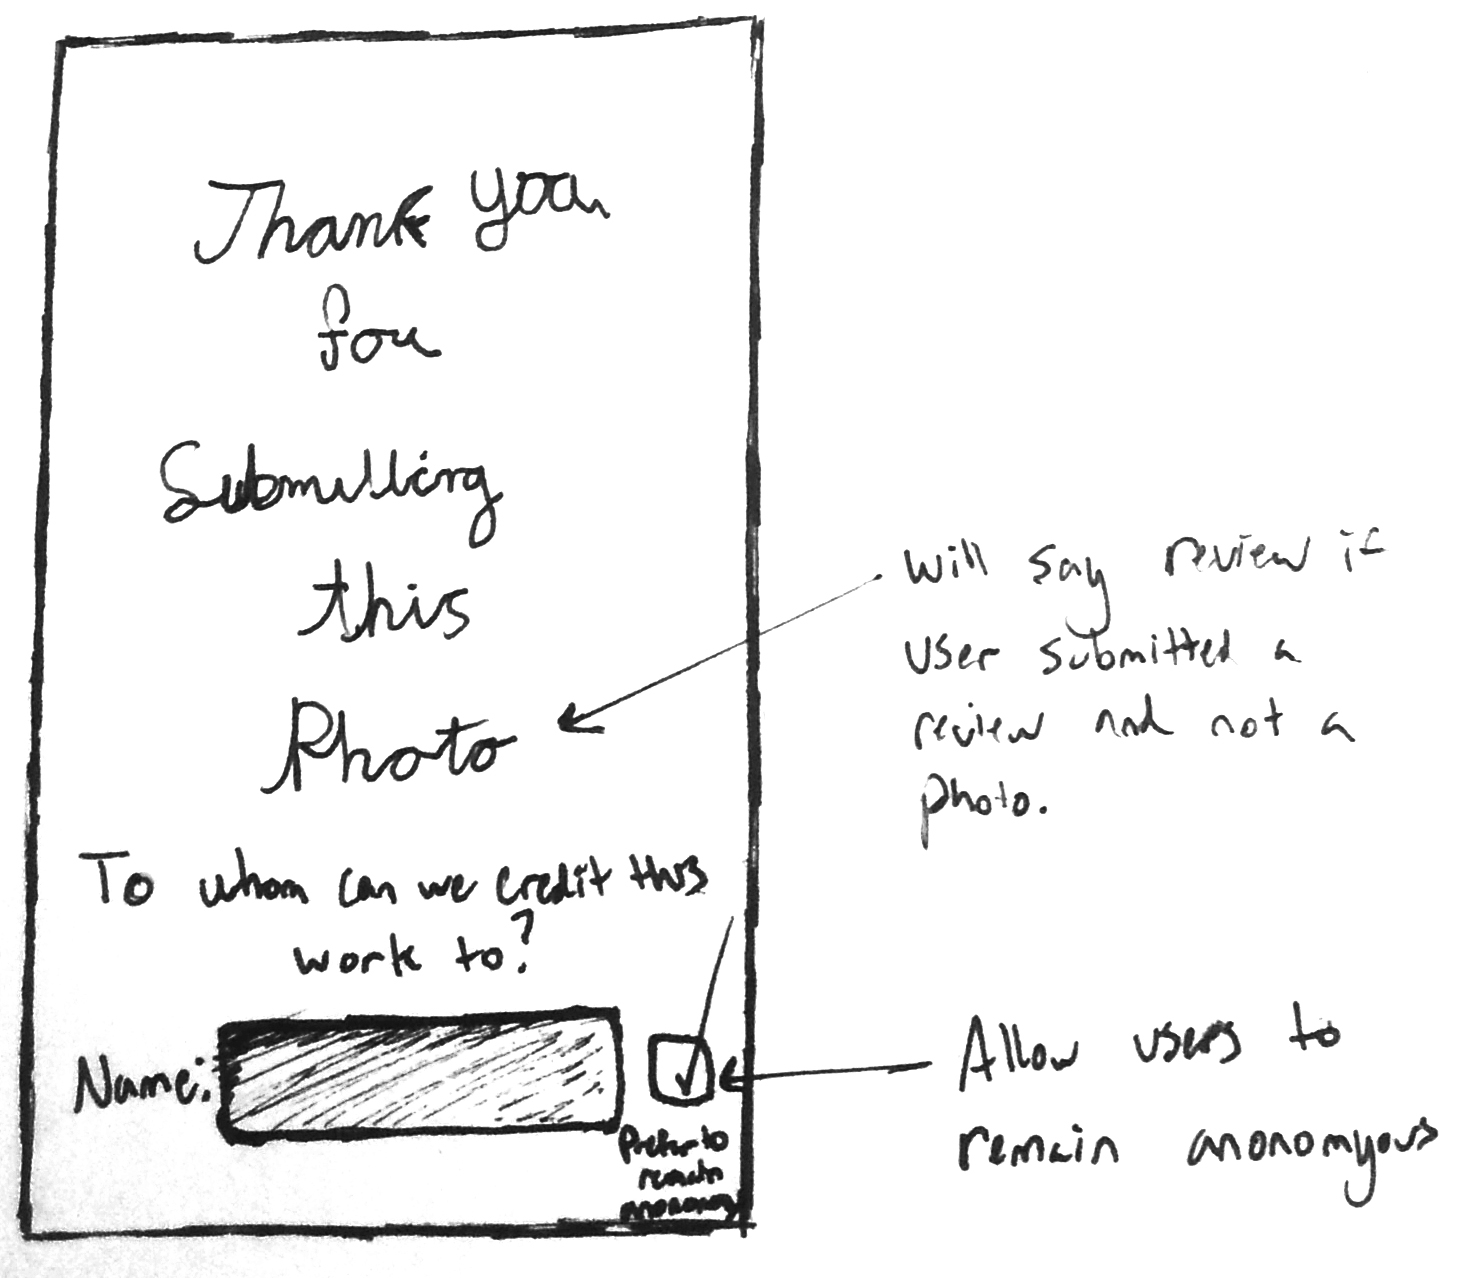 Thank you
for
Submitting
this
Photo
will say review if
user submitted a
review and not a
photo.
To whom can we credit this
work to?
Name:
Prefer to
remain
Allow users to
remain anonomyous